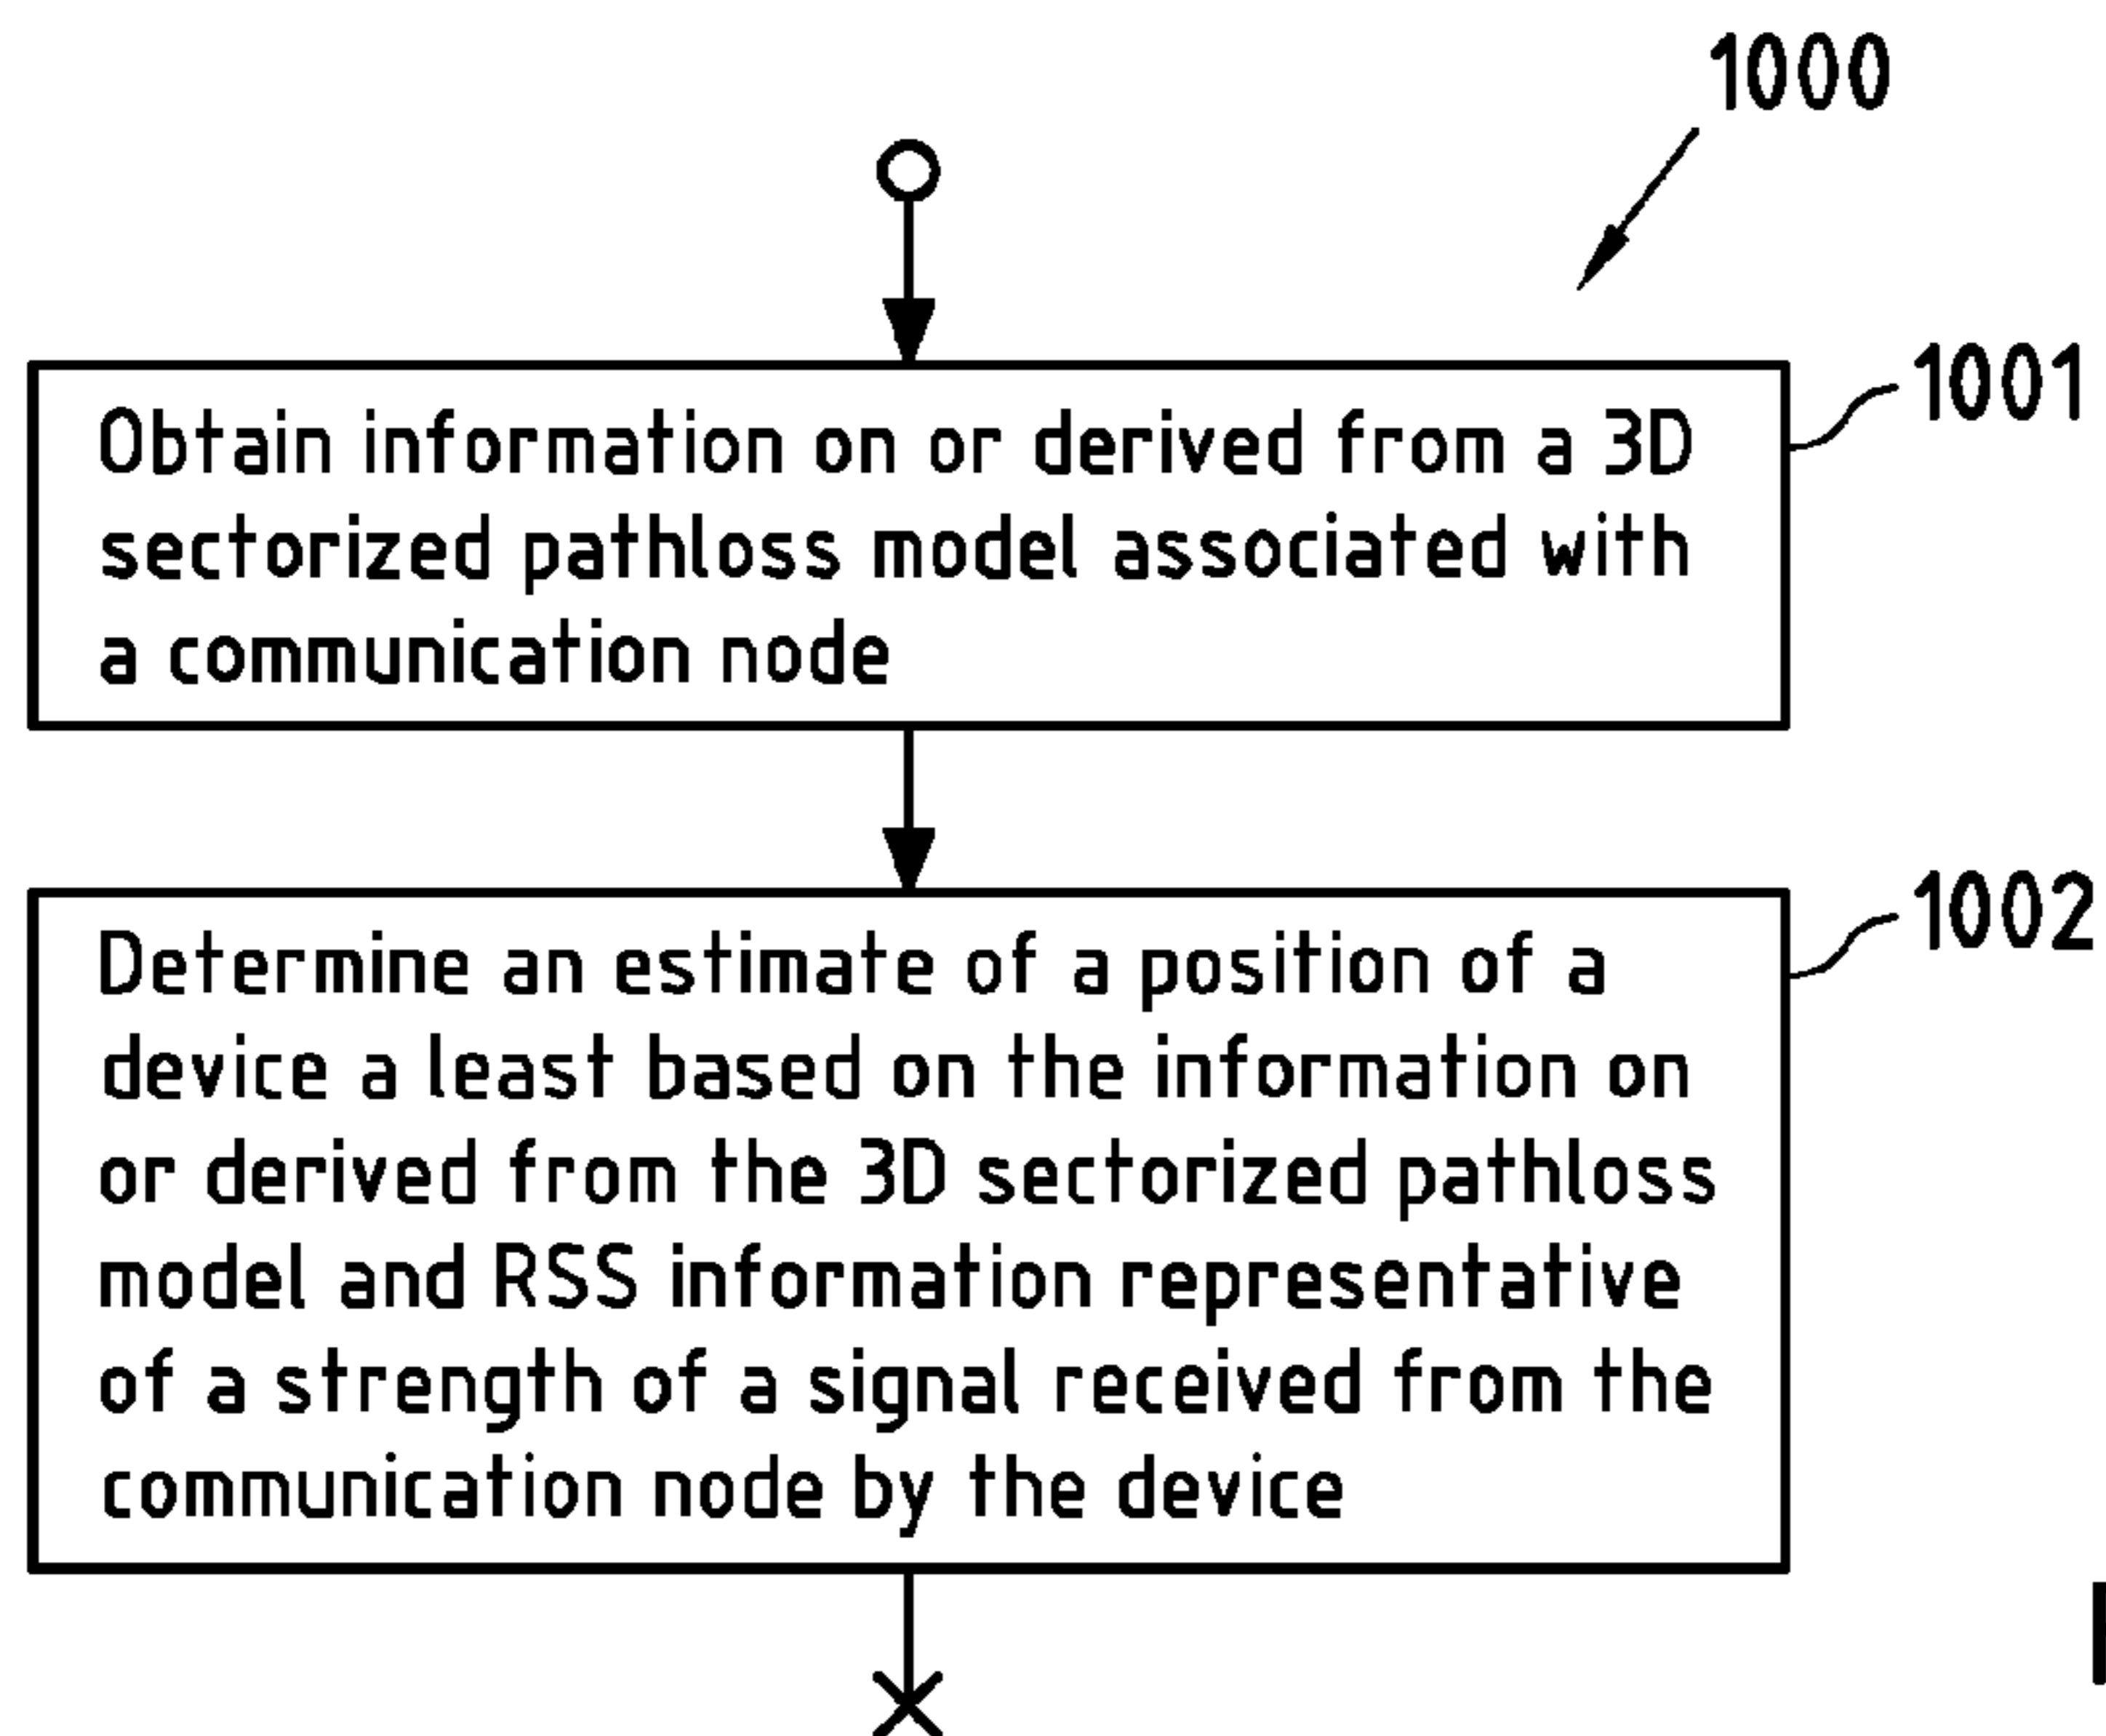 1000
1001
Obtain information on or derived from a 3D
sectorized pathloss model associated with
a communication node
1002
Determine an estimate of a position of a
device a least based on the information on
or derived from the 3D sectorized pathloss
model and RSS information representative
of a strength of a signal received from the
communication node by the device